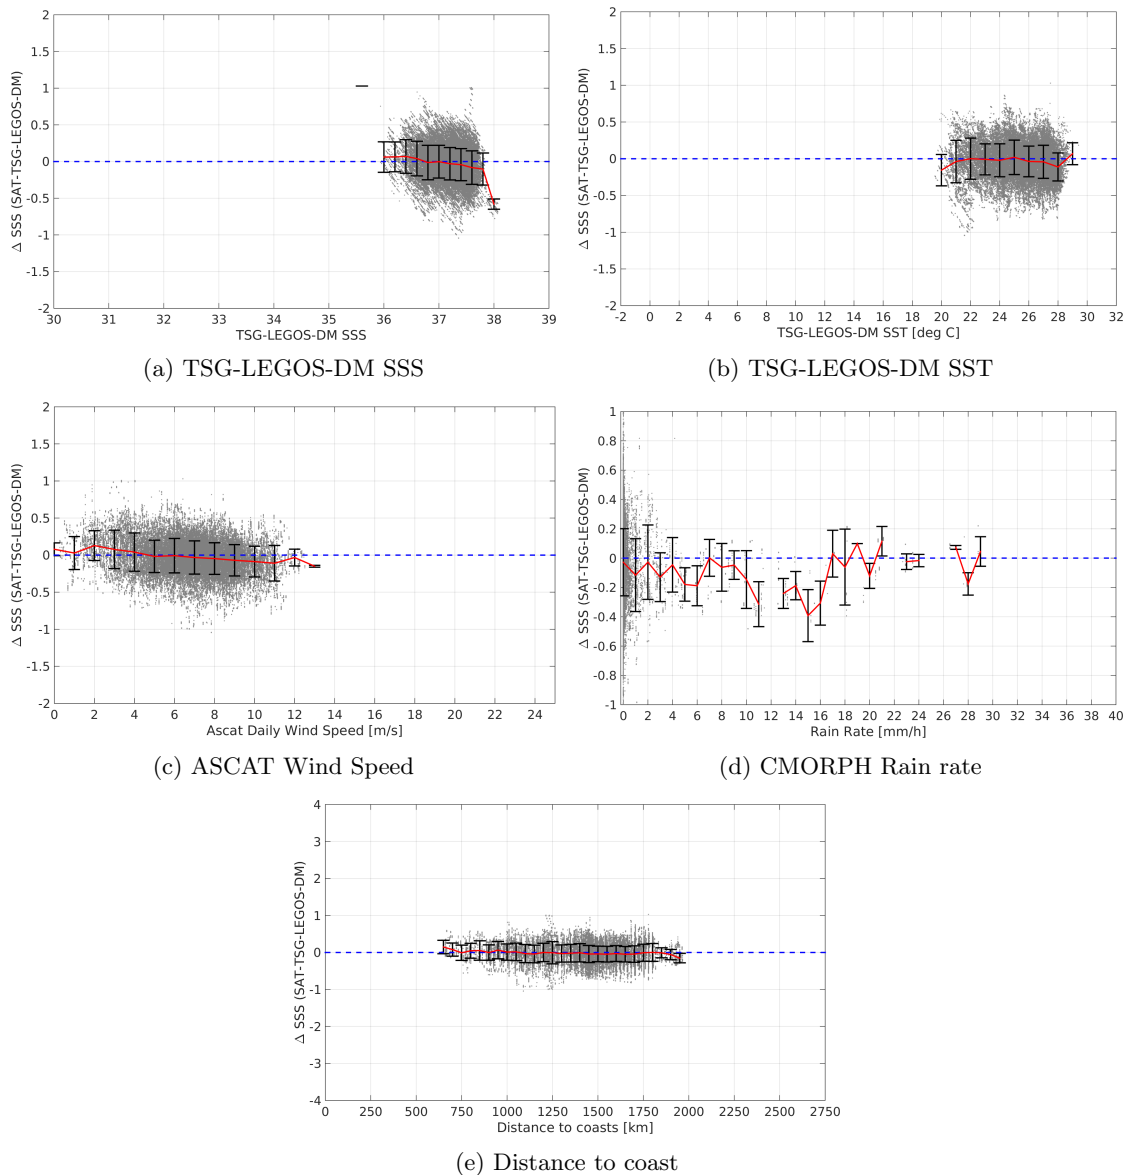 2
1.5
1
0.5
0
-0.5
-1
-1.5
-2
Δ SSS (SAT-TSG-LEGOS-DM)
30 31 32 33 34 35 36 37 38 39
TSG-LEGOS-DM SSS
(a) TSG-LEGOS-DM SSS
2
1.5
1
0.5
0
-0.5
-1
-1.5
-2
Δ SSS (SAT-TSG-LEGOS-DM)
-2 0 2 4 6 8 10 12 14 16 18 20 22 24 26 28 30 32
TSG-LEGOS-DM SST [deg C]
(b) TSG-LEGOS-DM SST
2
1.5
1
0.5
0
-0.5
-1
-1.5
-2
Δ SSS (SAT-TSG-LEGOS-DM)
0 2 4 6 8 10 12 14 16 18 20 22 24
Ascat Daily Wind Speed [m/s]
(c) ASCAT Wind Speed
1
0.8
0.6
0.4
0.2
0
-0.2
-0.4
-0.6
-0.8
-1
Δ SSS (SAT-TSG-LEGOS-DM)
0 2 4 6 8 10 12 14 16 18 20 22 24 26 28 30 32 34 36 38 40
Rain Rate [mm/h]
(d) CMORPH Rain rate
4
3
2
1
0
-1
-2
-3
-4
Δ SSS (SAT-TSG-LEGOS-DM)
0 250 500 750 1000 1250 1500 1750 2000 2250 2500 2750
Distance to coasts [km]
(e) Distance to coast